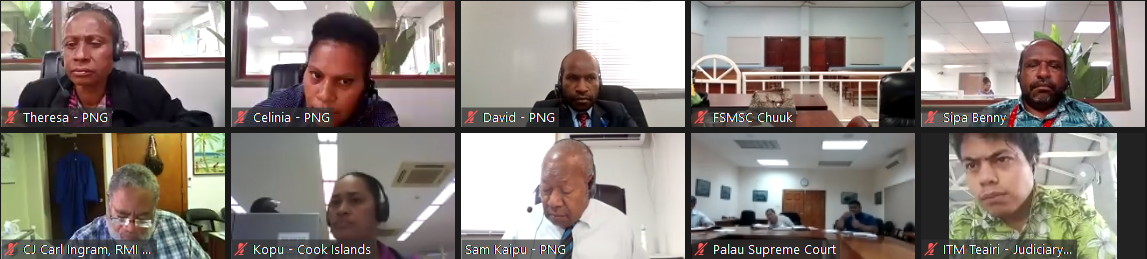 Theresa - PNG
Celinia - PNG
David - PNG
FSMSC Chuuk
Sipa Benny
CJ Carl Ingram, RMI ...
Kopu - Cook Islands
Sam Kaipu - PNG
Palau Supreme Court
ITM Teairi - Judiciary...